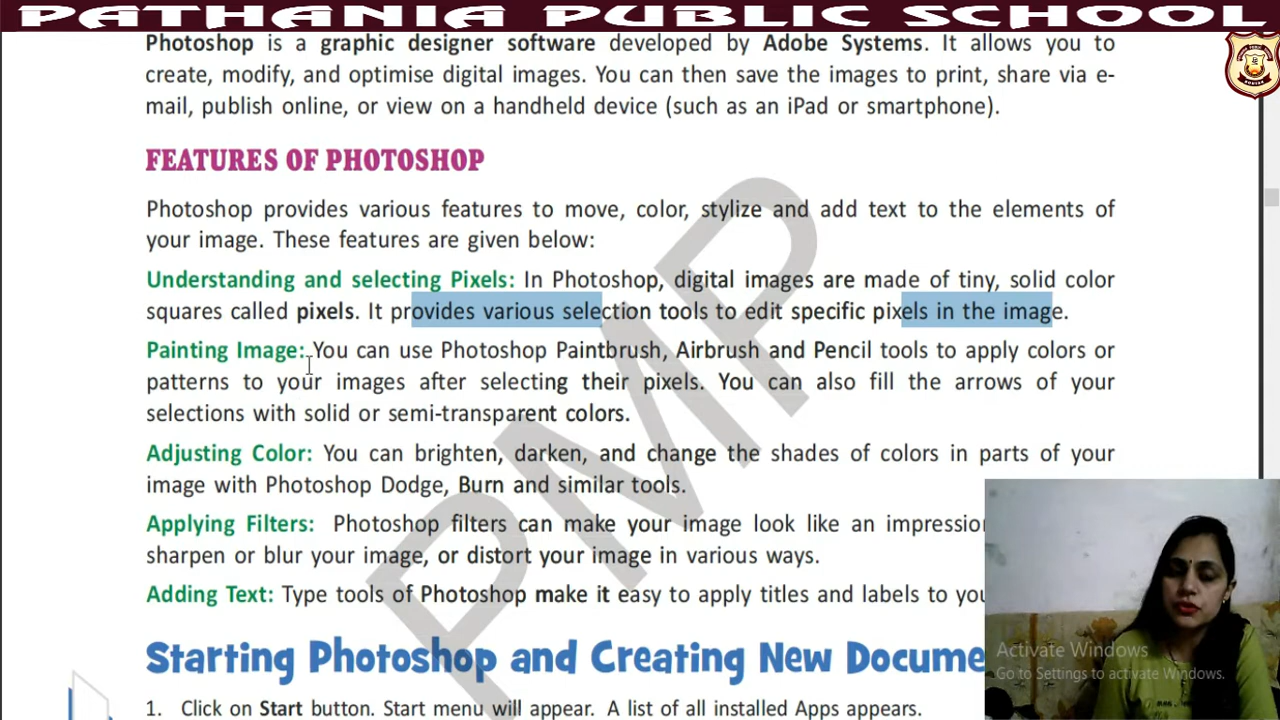 PATHANIA PUBLIC SCHOOL
Photoshop is a graphic designer software developed by Adobe Systems. It allows you to
create, modify, and optimise digital images. You can then save the images to print, share via e-
mail, publish online, or view on a handheld device (such as an iPad or smartphone).
FEATURES OF PHOTOSHOP
Photoshop provides various features to move, color, stylize and add text to the elements of
your image. These features are given below:
Understanding and selecting Pixels: In Photoshop, digital images are made of tiny, solid color
squares called pixels. It provides various selection tools to edit specific pixels in the image.
Painting Image: You can use Photoshop Paintbrush, Airbrush and Pencil tools to apply colors or
patterns to your images after selecting their pixels. You can also fill the arrows of your
selections with solid or semi-transparent colors.
Adjusting Color: You can brighten, darken, and change the shades of colors in parts of your
image with Photoshop Dodge, Burn and similar tools.
Applying Filters: Photoshop filters can make your image look like an
sharpen or blur your image, or distort your image in various ways.
Adding Text: Type tools of Photoshop make it easy to apply titles and labels to
Starting Photoshop and Creating New
1. Click on Start button. Start menu will appear. A list of all installed Apps appears.
PMP
Activate Windows
Go to Settings to activate Windows.